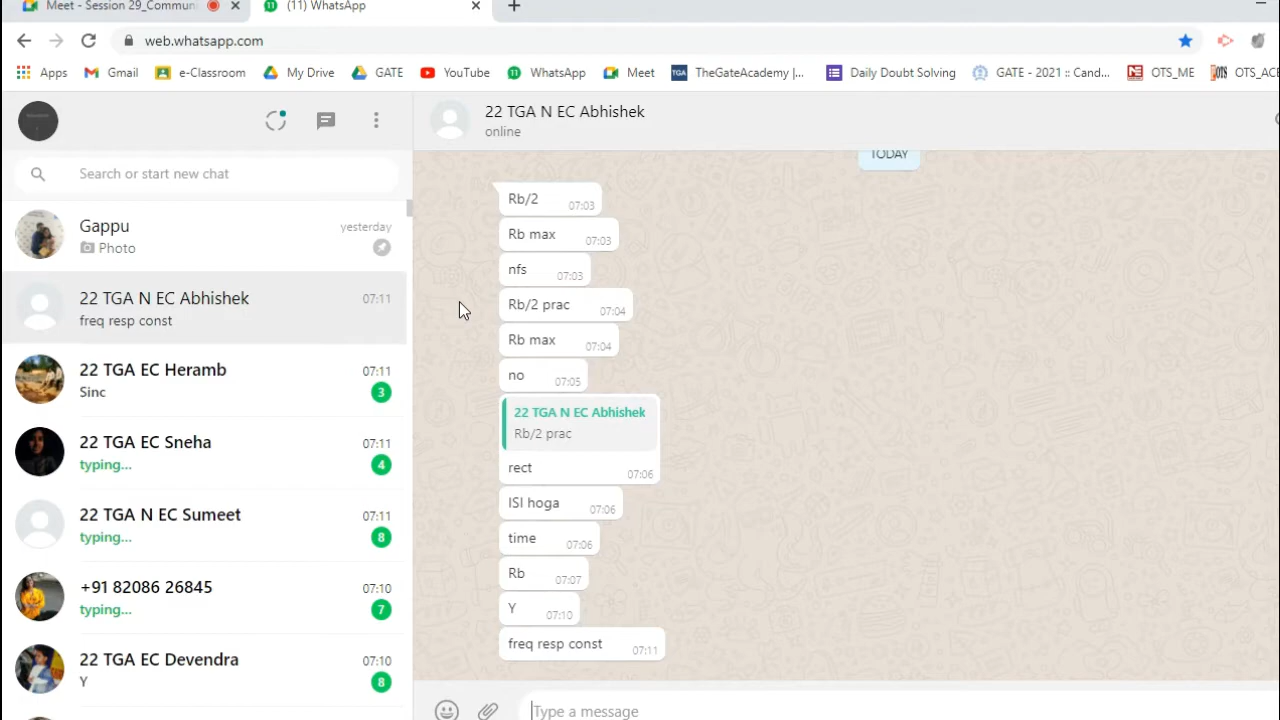 Meet - Session 29_Communi
(11) WhatsApp
web.whatsapp.com
Apps
Gmail
e-Classroom
My Drive
GATE
YouTube
WhatsApp
Meet
TGA
TheGateAcademy |...
Daily Doubt Solving
GATE - 2021 :: Cand...
OTS_ME
OTS_ACE
Search or start new chat
Gappu
yesterday
Photo
22 TGA N EC Abhishek
07:11
freq resp const
22 TGA EC Heramb
07:11
Sinc
3
22 TGA EC Sneha
07:11
typing...
4
22 TGA N EC Sumeet
07:11
typing...
8
+91 82086 26845
07:10
typing...
7
22 TGA EC Devendra
07:10
Y
8
22 TGA N EC Abhishek
online
TODAY
Rb/2
07:03
Rb max
07:03
nfs
07:03
Rb/2 prac
07:04
Rb max
07:04
no
07:05
22 TGA N EC Abhishek
Rb/2 prac
rect
07:06
ISI hoga
07:06
time
07:06
Rb
07:07
Y
07:10
freq resp const
07:11
Type a message